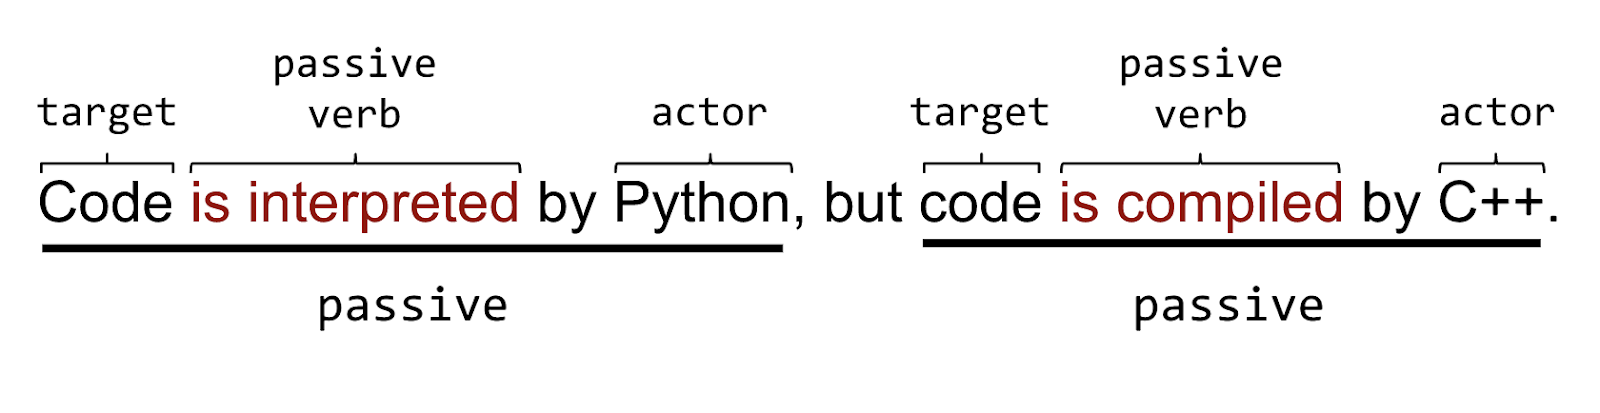 passive passive
target verb actor target verb actor
Code is interpreted by Python, but code is compiled by C++.
passive passive